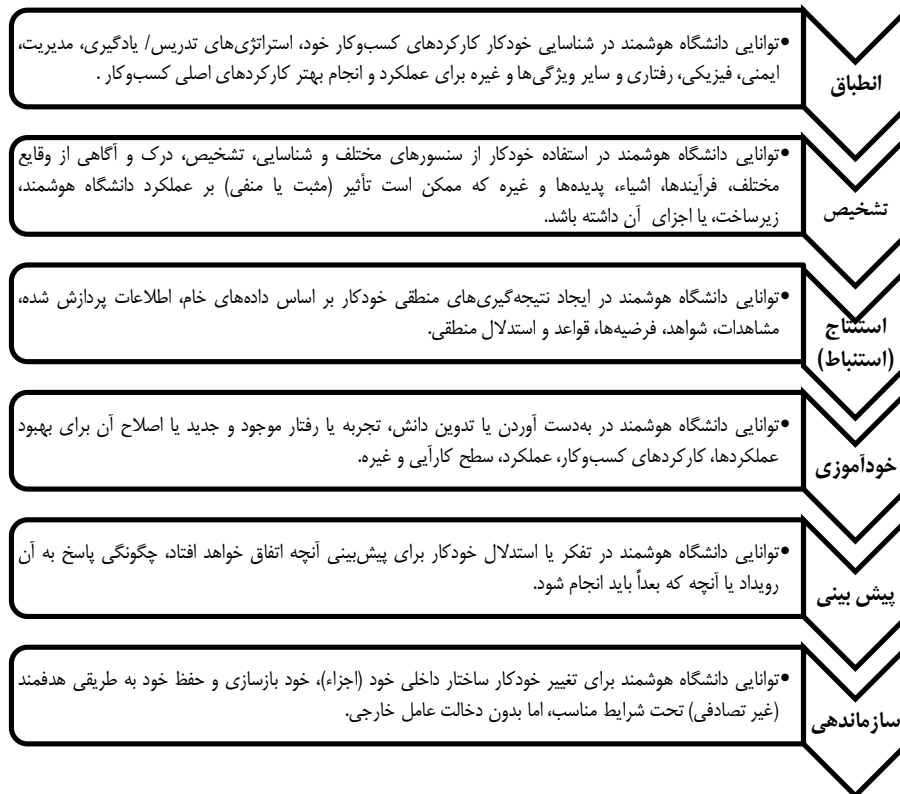 انطباق
•توانایی دانشگاه هوشمند در شناسایی خودکار کارکردهای کسب‌وکار خود، استراتژی‌های تدریس/ یادگیری، مدیریت،
ایمنی، فیزیکی، رفتاری و سایر ویژگی‌ها و غیره برای عملکرد و انجام بهتر کارکردهای اصلی کسب‌وکار .
تشخیص
•توانایی دانشگاه هوشمند در استفاده خودکار از سنسورهای مختلف و شناسایی، تشخیص، درک و آگاهی از وقایع
مختلف، فرآیندها، اشیاء، پدیده‌ها و غیره که ممکن است تأثیر (مثبت یا منفی) بر عملکرد دانشگاه هوشمند،
زیرساخت، یا اجزای آن داشته باشد.
استنتاج
(استنباط)
•توانایی دانشگاه هوشمند در ایجاد نتیجه‌گیری‌های منطقی خودکار بر اساس داده‌های خام، اطلاعات پردازش شده،
مشاهدات، شواهد، فرضیه‌ها، قواعد و استدلال منطقی.
خودآموزی
•توانایی دانشگاه هوشمند در به‌دست آوردن یا تدوین دانش، تجربه یا رفتار موجود و جدید یا اصلاح آن برای بهبود
عملکردها، کارکردهای کسب‌وکار، عملکرد، سطح کارآیی و غیره.
پیش بینی
•توانایی دانشگاه هوشمند در تفکر یا استدلال خودکار برای پیش‌بینی آنچه اتفاق خواهد افتاد، چگونگی پاسخ به آن
رویداد یا آنچه که بعداً باید انجام شود.
سازماندهی
•توانایی دانشگاه هوشمند برای تغییر خودکار ساختار داخلی خود (اجزاء)، خود بازسازی و حفظ خود به طریقی هدفمند
(غیر تصادفی) تحت شرایط مناسب، اما بدون دخالت عامل خارجی.